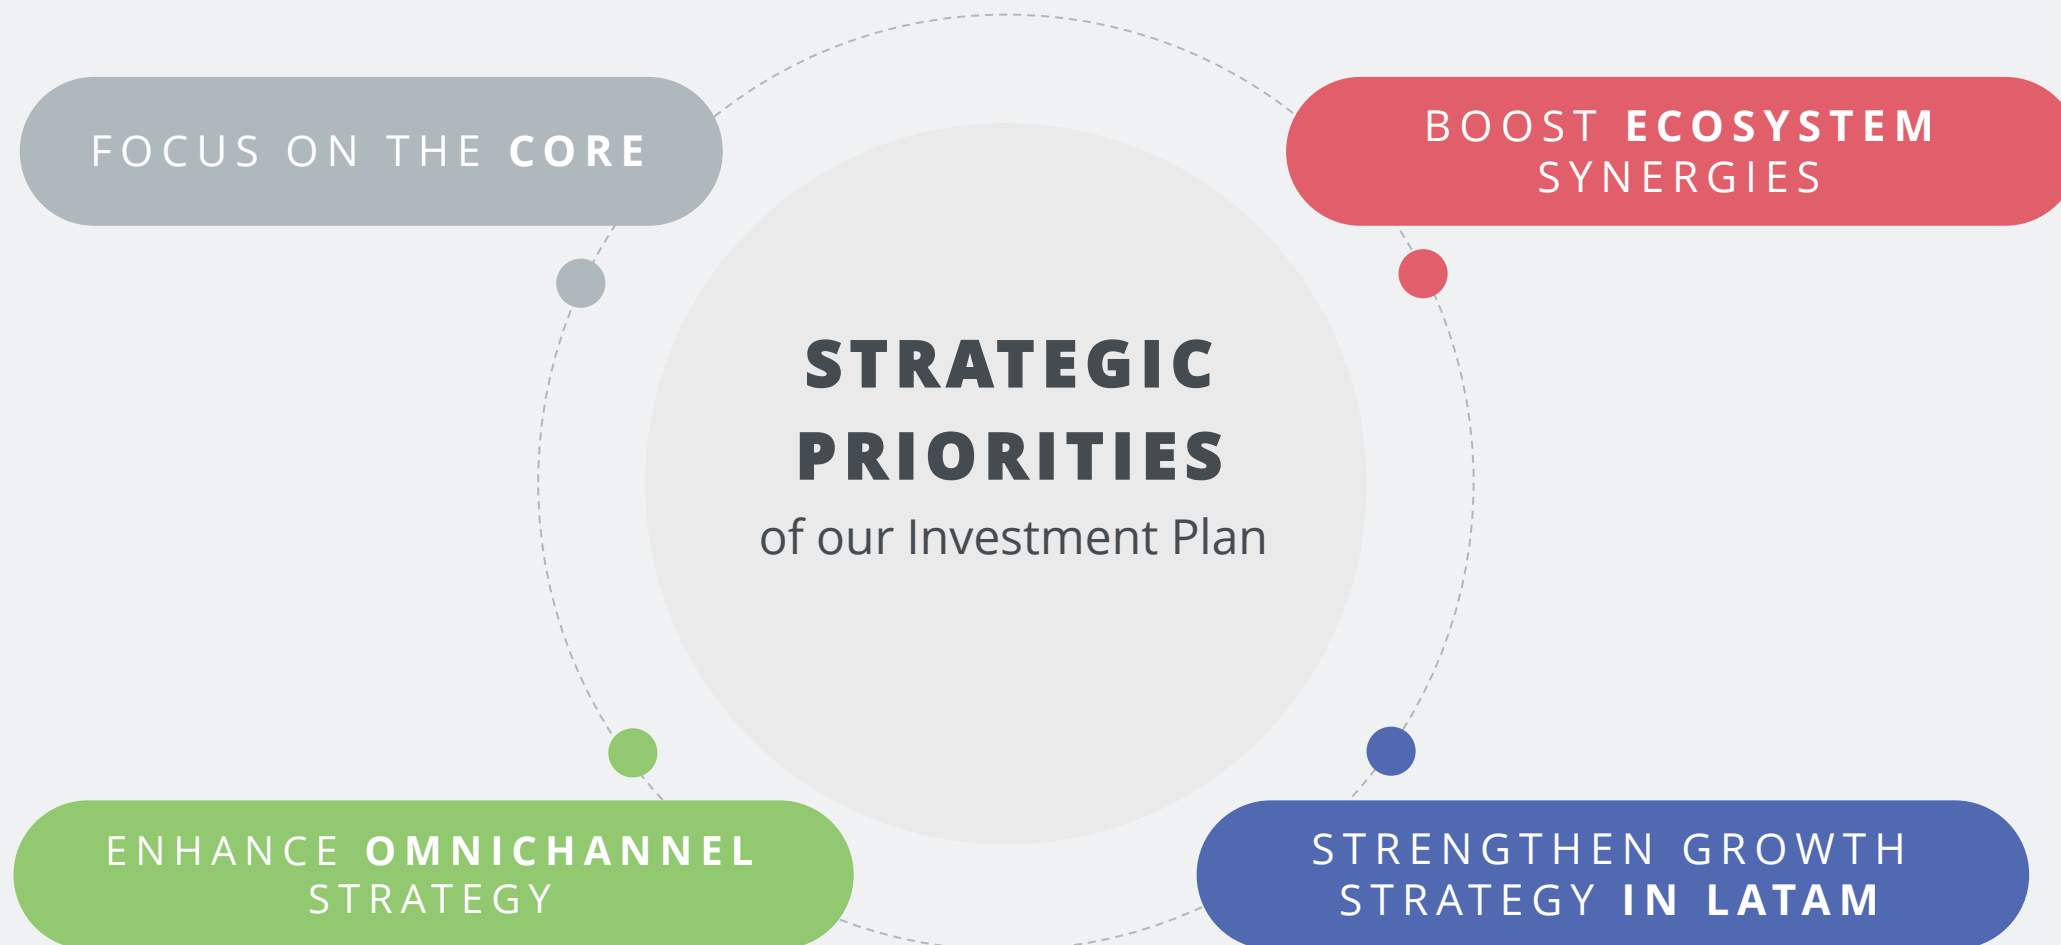 FOCUS ON THE CORE
BOOST ECOSYSTEM
SYNERGIES
STRATEGIC
PRIORITIES
of our Investment Plan
ENHANCE OMNICHANNEL
STRATEGY
STRENGTHEN GROWTH
STRATEGY IN LATAM